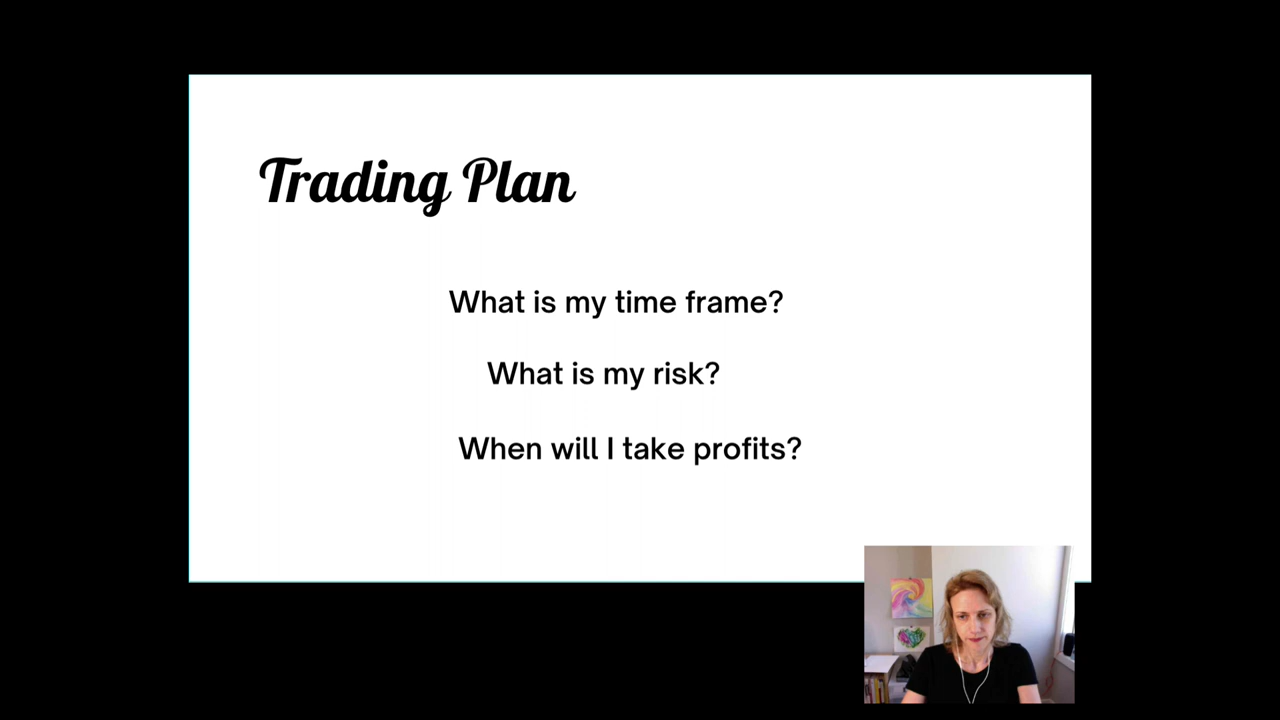 Trading Plan
What is my time frame?
What is my risk?
When will I take profits?